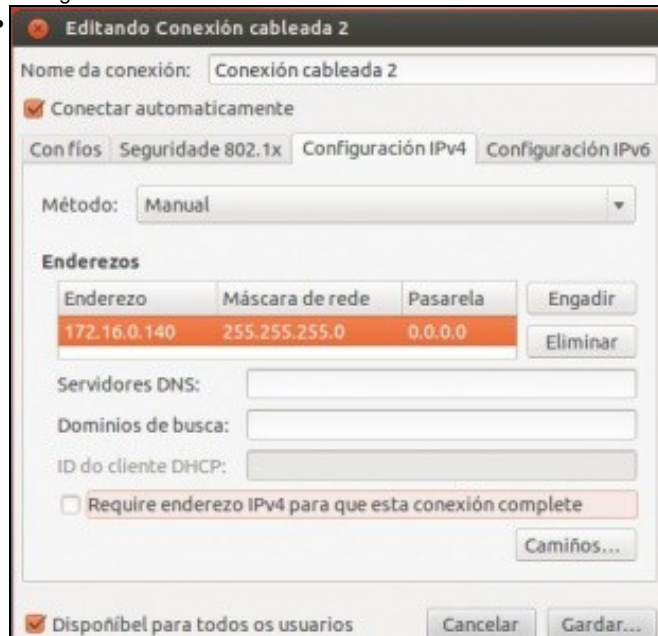 Editando Conexión cableada 2
Nome da conexión: Conexión cableada 2
Conectar automaticamente
Con fíos Seguridade 802.1x Configuración IPv4 Configuración IPv6
Método: Manual
Enderezos
Enderezo Máscara de rede Pasarela Engadir
172.16.0.140 255.255.255.0 0.0.0.0
Eliminar
Servidores DNS:
Dominios de busca:
ID do cliente DHCP:
Require enderezo IPv4 para que esta conexión complete
Camiños...
Dispoñíbel para todos os usuarios Cancelar Gardar...